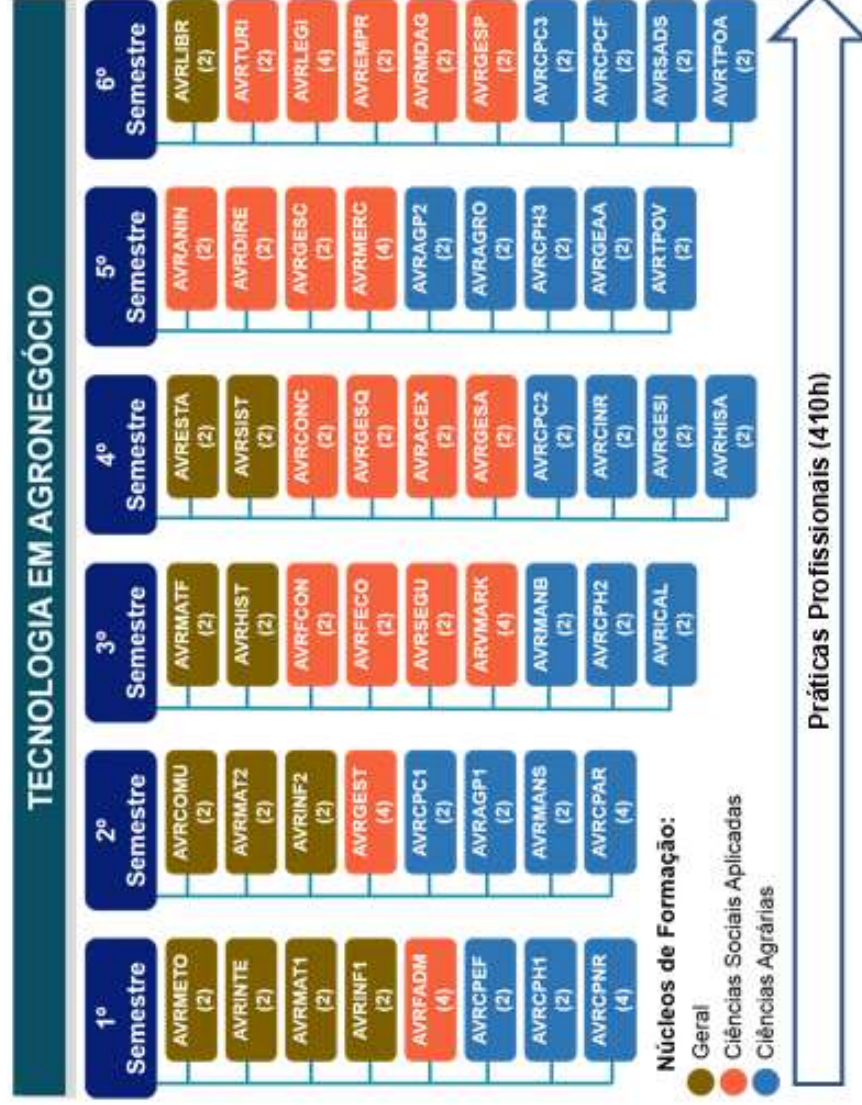 TECNOLOGIA EM AGRONEGÓCIO
1º
Semestre
AVRMETO
(2)
AVRINTE
(2)
AVRMAT1
(2)
AVRINF1
(2)
AVRFADM
(4)
AVRCPEF
(2)
AVRCPH1
(2)
AVRCPNR
(4)
2º
Semestre
AVRCOMU
(2)
AVRMAT2
(2)
AVRINF2
(2)
AVRGEST
(4)
AVRCPC1
(2)
AVRAGP1
(2)
AVRMANS
(2)
AVRCPAR
(4)
3º
Semestre
AVRMATF
(2)
AVRHIST
(2)
AVRFCON
(2)
AVRFECO
(2)
AVRSEGU
(2)
ARVMARK
(4)
AVRMANB
(2)
AVRCPH2
(2)
AVRICAL
(2)
4º
Semestre
AVRESTA
(2)
AVRSIST
(2)
AVRCONC
(2)
AVRGESQ
(2)
AVRACEX
(2)
AVRGESA
(2)
AVRCPC2
(2)
AVRCINR
(2)
AVRGESI
(2)
AVRHISA
(2)
5º
Semestre
AVRANIN
(2)
AVRDIRE
(2)
AVRGESC
(2)
AVRMERC
(4)
AVRAGP2
(2)
AVRAGRO
(2)
AVRCPH3
(2)
AVRGEAA
(2)
AVRTPOV
(2)
6º
Semestre
AVRLIBR
(2)
AVRTURI
(2)
AVRLEGI
(4)
AVREMPR
(2)
AVRMDAG
(2)
AVRGESP
(2)
AVRCPC3
(2)
AVRCPCF
(2)
AVRSADS
(2)
AVRTPOA
(2)
Núcleos de Formação:
Geral
Ciências Sociais Aplicadas
Ciências Agrárias
Práticas Profissionais (410h)